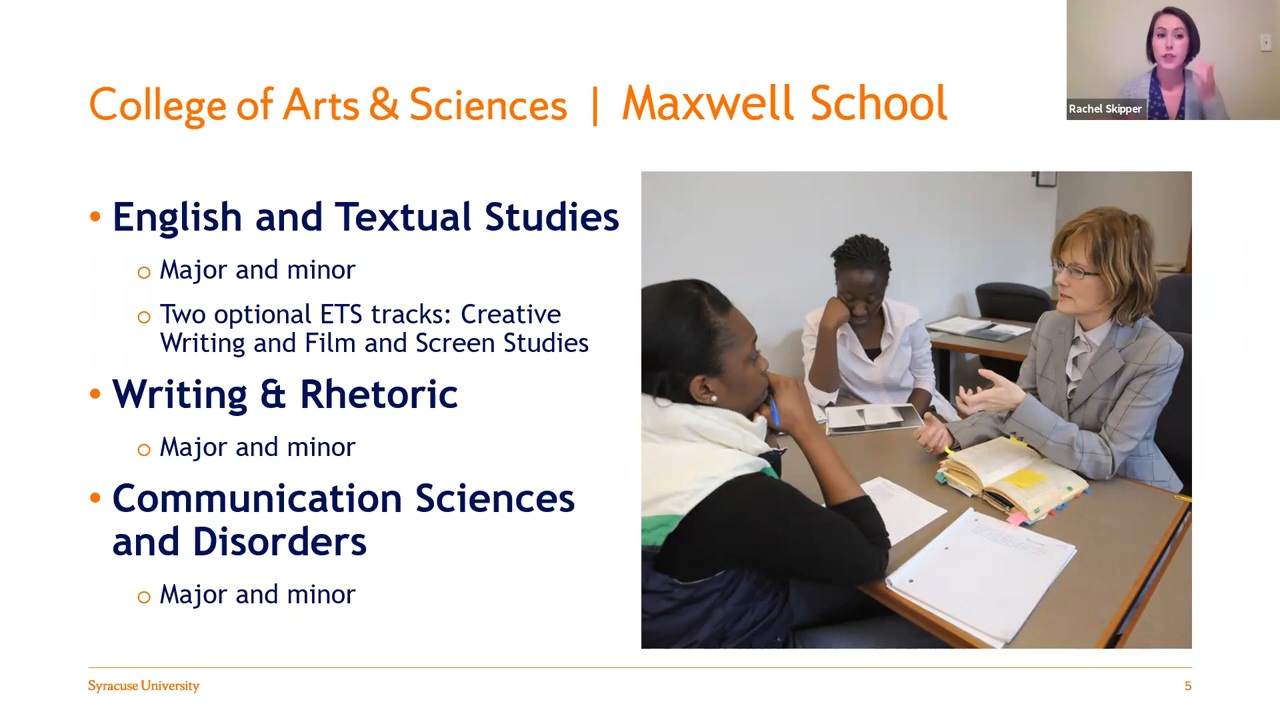 Rachel Skipper
College of Arts & Sciences | Maxwell School
• English and Textual Studies
o Major and minor
o Two optional ETS tracks: Creative
Writing and Film and Screen Studies
• Writing & Rhetoric
o Major and minor
• Communication Sciences
and Disorders
o Major and minor
Syracuse University
5